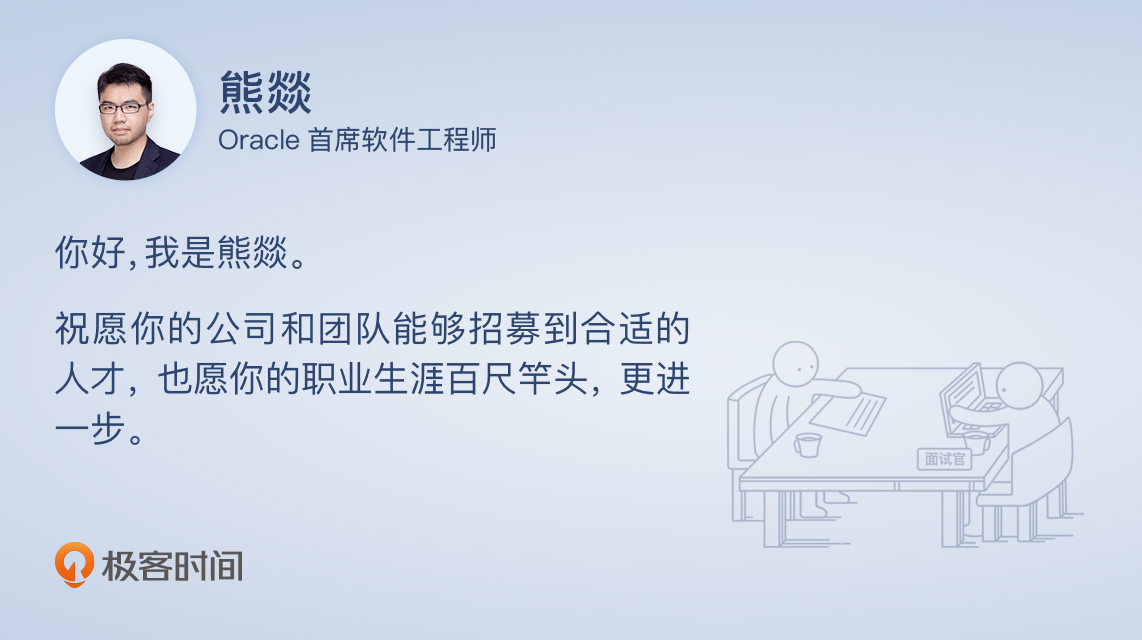 熊燚
Oracle 首席软件工程师
你好,我是熊燚。
祝愿你的公司和团队能够招募到合适的
人才，也愿你的职业生涯百尺竿头，更进
一步。
面试官
极客时间